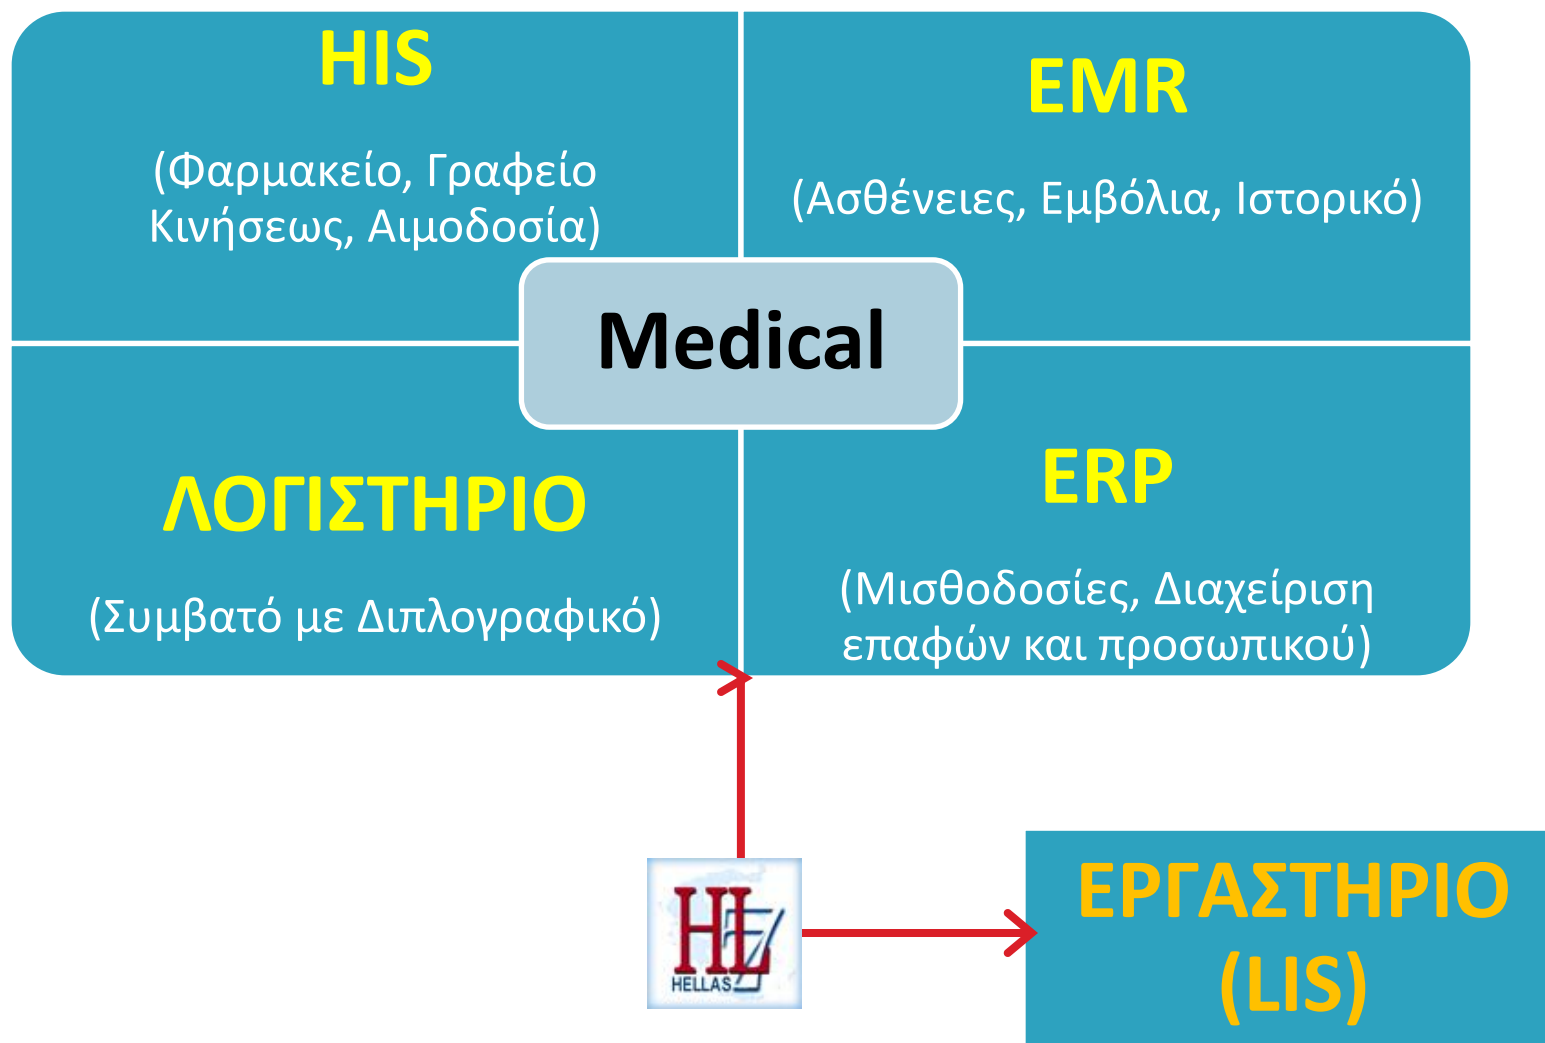 HIS
(Φαρμακείο, Γραφείο
Κινήσεως, Αιμοδοσία)
EMR
(Ασθένειες, Εμβόλια, Ιστορικό)
Medical
ΛΟΓΙΣΤΗΡΙΟ
(Συμβατό με Διπλογραφικό)
ERP
(Μισθοδοσίες, Διαχείριση
επαφών και προσωπικού)
HL7
HELLAS
ΕΡΓΑΣΤΗΡΙΟ
(LIS)